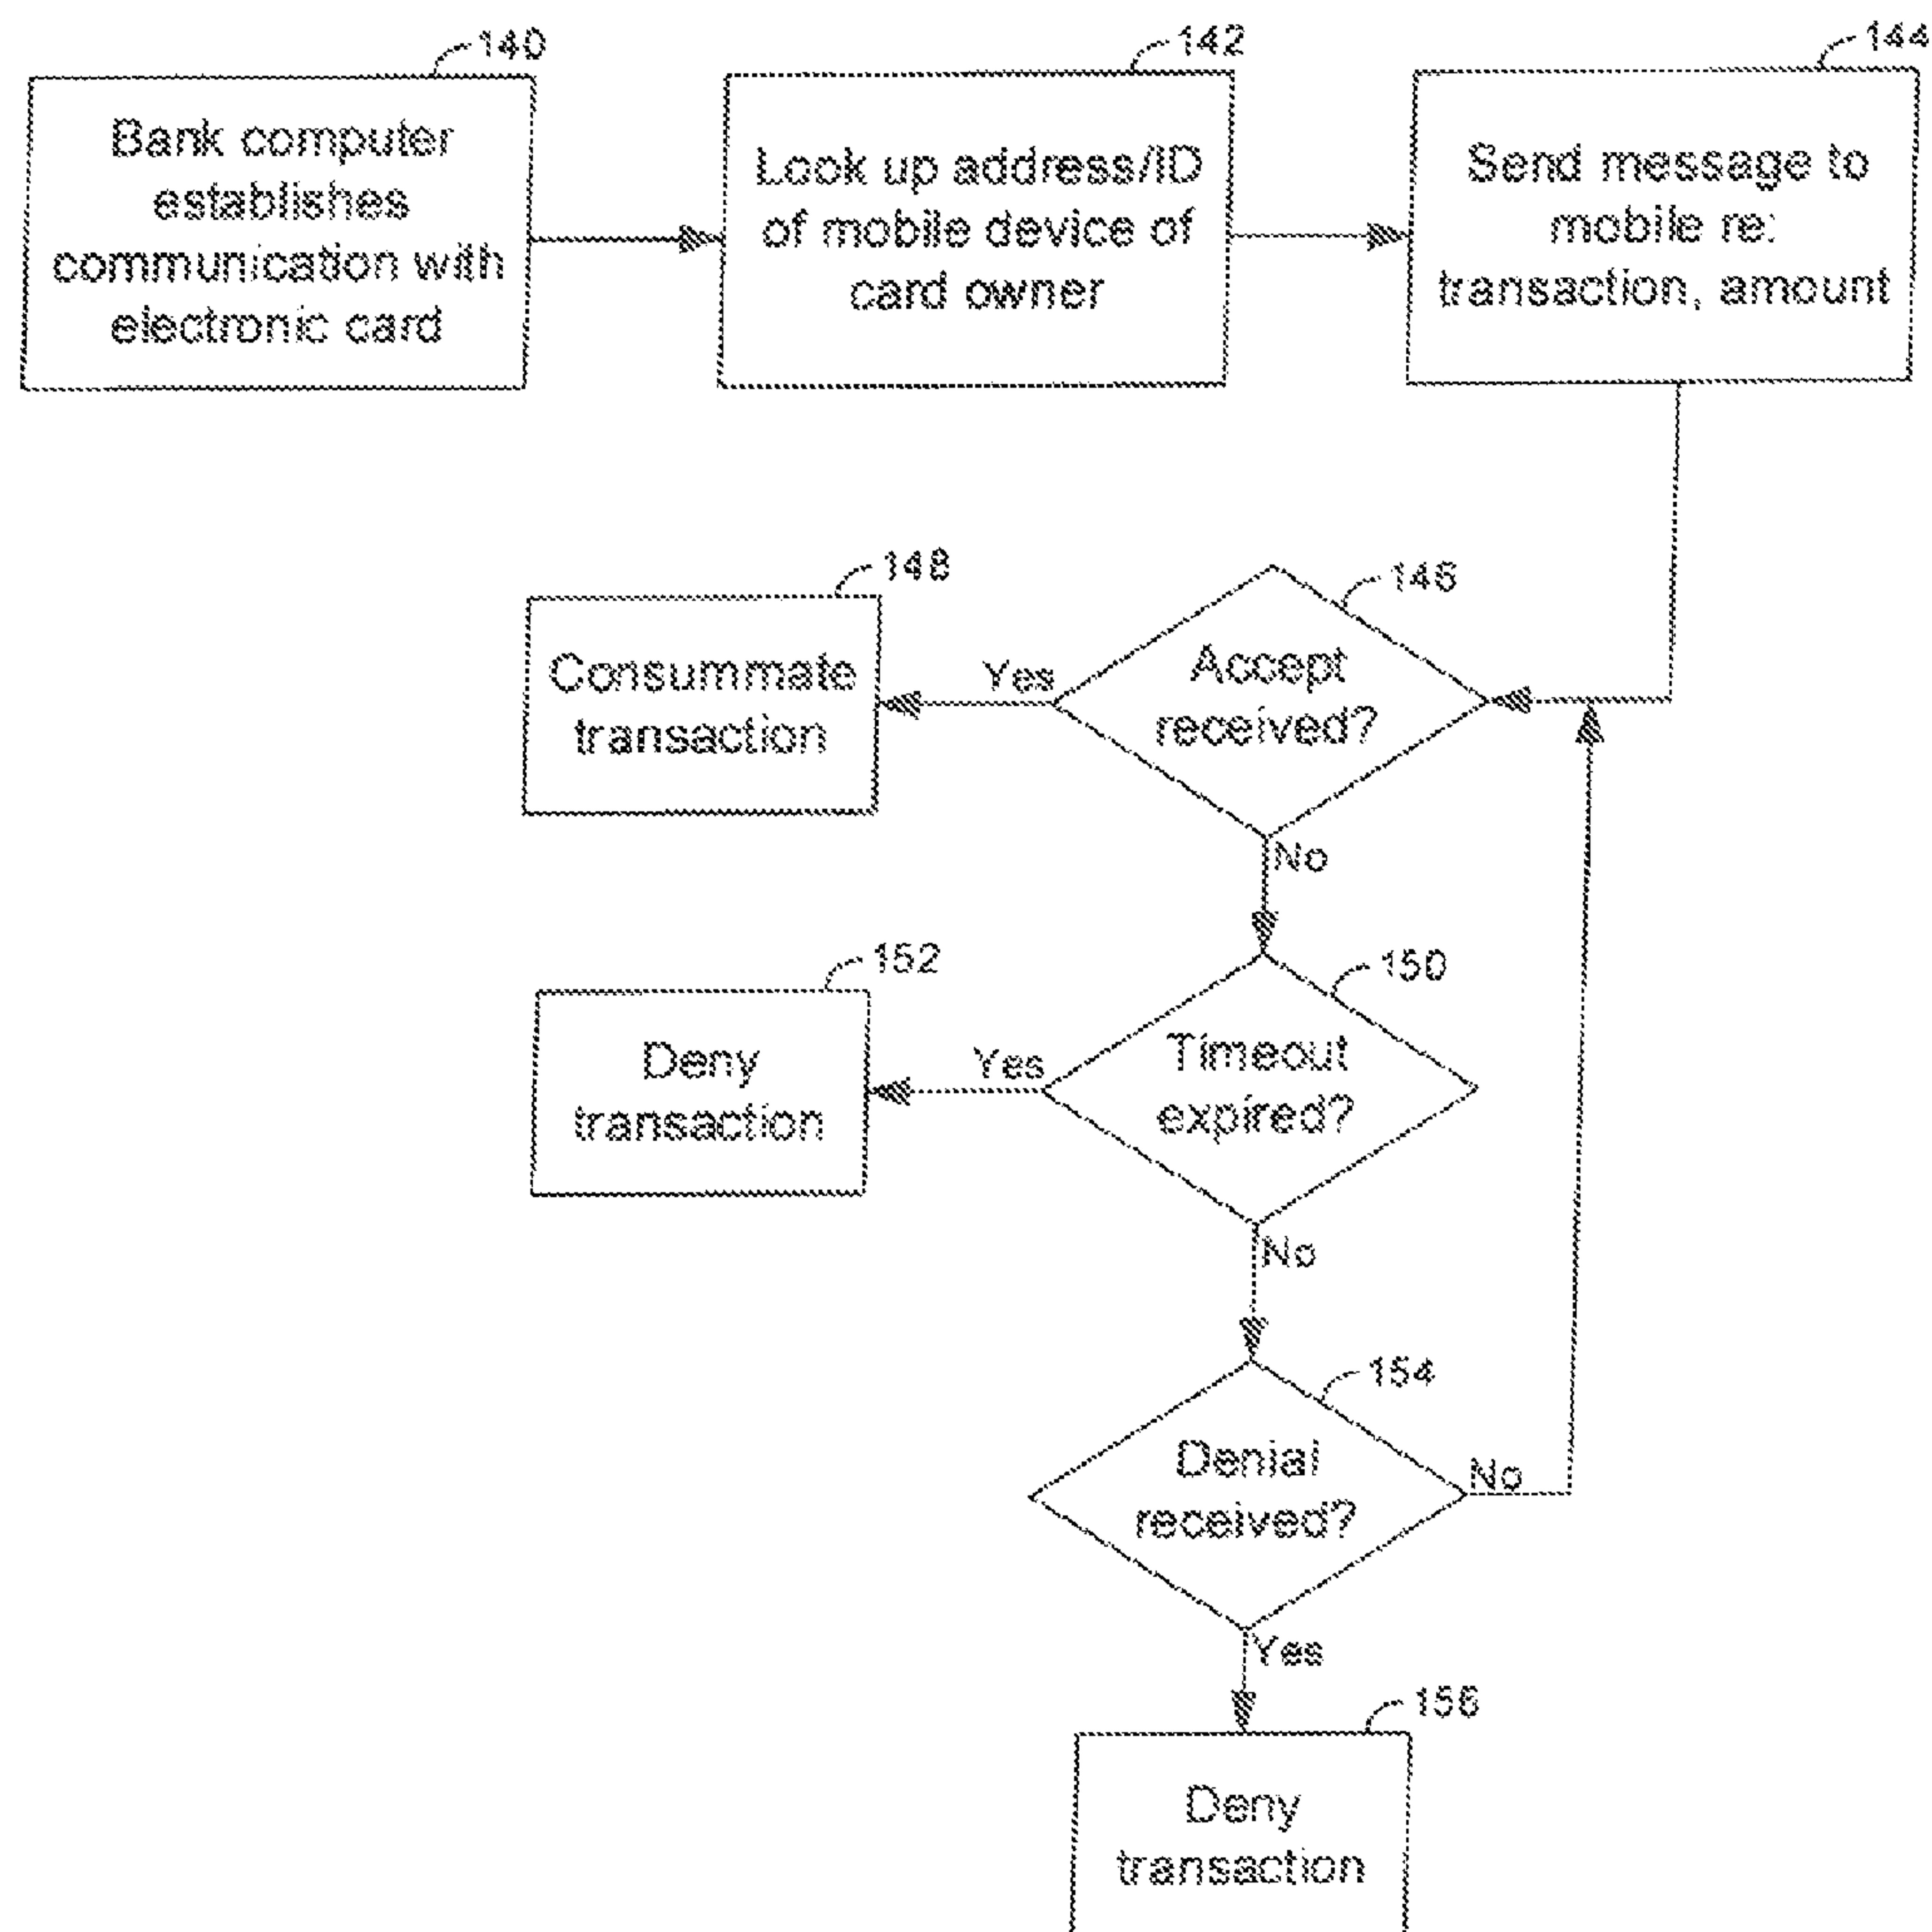 140
Bank computer
establishes
communication with
electronic card
142
Look up address/ID
of mobile device of
card owner
144
Send message to
mobile re:
transaction, amount
148
Consummate
transaction
Yes
146
Accept
received?
No
152
Deny
transaction
Yes
150
Timeout
expired?
No
154
Denial
received?
No
Yes
156
Deny
transaction